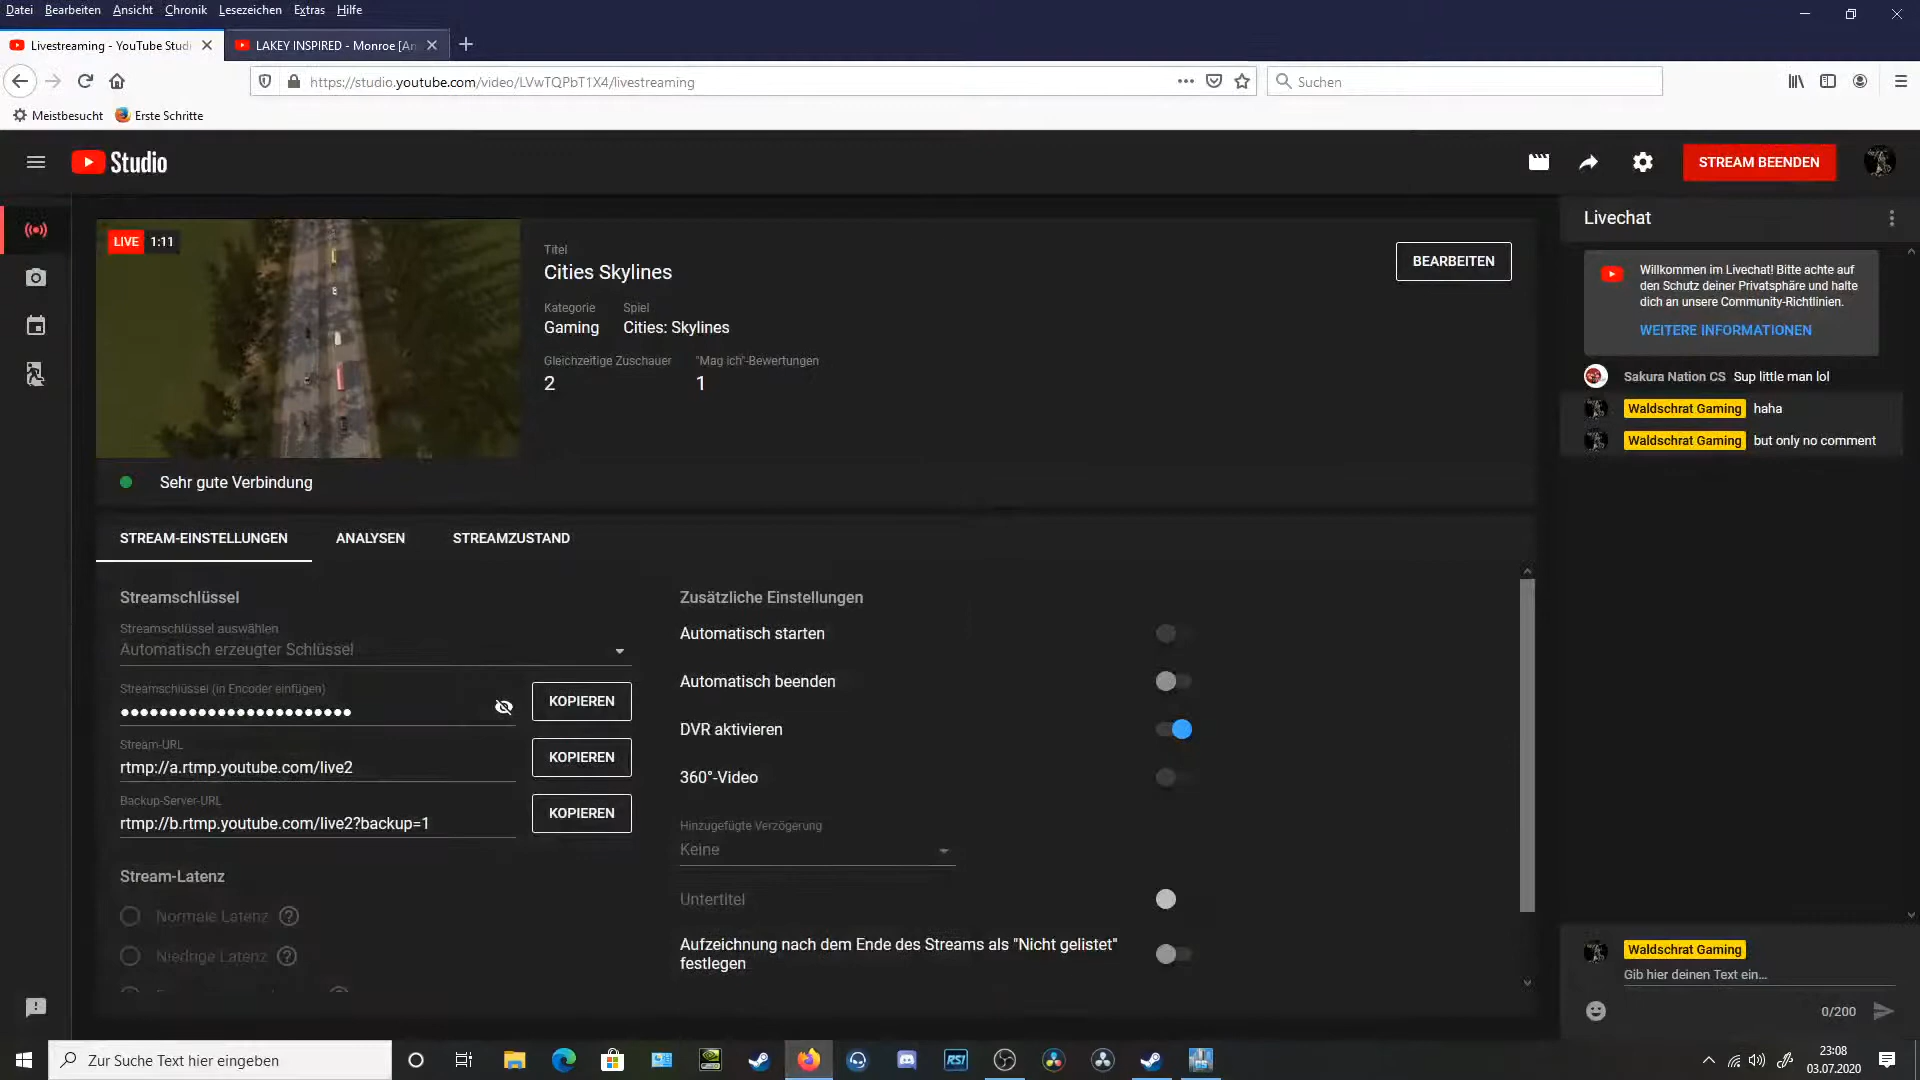 Datei Bearbeiten Ansicht Chronik Lesezeichen Extras Hilfe
Livestreaming - YouTube Studi
LAKEY INSPIRED - Monroe [An
https://studio.youtube.com/video/LVwTQPbT1X4/livestreaming
Suchen
Meistbesucht Erste Schritte
Studio
STREAM BEENDEN
LIVE 1:11
Titel
Cities Skylines
BEARBEITEN
Kategorie Spiel
Gaming Cities: Skylines
Gleichzeitige Zuschauer "Mag ich"-Bewertungen
2 1
Sehr gute Verbindung
STREAM-EINSTELLUNGEN ANALYSEN STREAMZUSTAND
Streamschlüssel
Streamschlüssel auswählen
Automatisch erzeugter Schlüssel
Streamschlüssel (in Encoder einfügen)
••••••••••••••••••••••••
KOPIEREN
Stream-URL
rtmp://a.rtmp.youtube.com/live2
KOPIEREN
Backup-Server-URL
rtmp://b.rtmp.youtube.com/live2?backup=1
KOPIEREN
Stream-Latenz
Normale Latenz ?
Niedrige Latenz ?
Zusätzliche Einstellungen
Automatisch starten
Automatisch beenden
DVR aktivieren
360°-Video
Hinzugefügte Verzögerung
Keine
Untertitel
Aufzeichnung nach dem Ende des Streams als "Nicht gelistet"
festlegen
Livechat
Willkommen im Livechat! Bitte achte auf
den Schutz deiner Privatsphäre und halte
dich an unsere Community-Richtlinien.
WEITERE INFORMATIONEN
Sakura Nation CS Sup little man lol
Waldschrat Gaming haha
Waldschrat Gaming but only no comment
Waldschrat Gaming
Gib hier deinen Text ein...
0/200
Zur Suche Text hier eingeben
RSI
23:08
03.07.2020